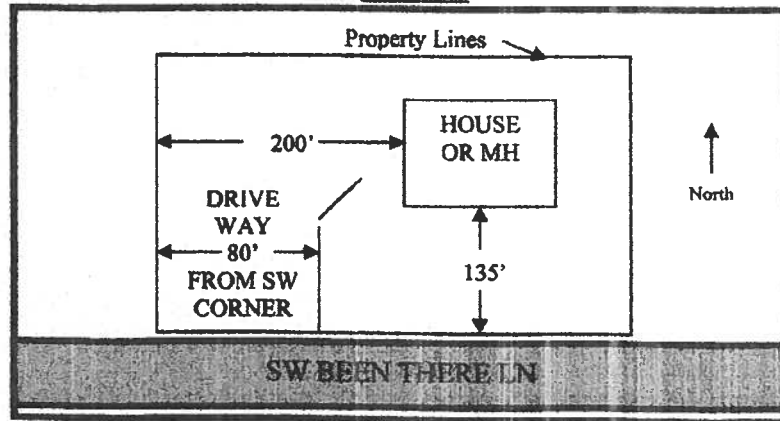 Property Lines
HOUSE
OR MH
200'
North
DRIVE
WAY
80'
FROM SW
CORNER
135'
SW BEEN THERE LN